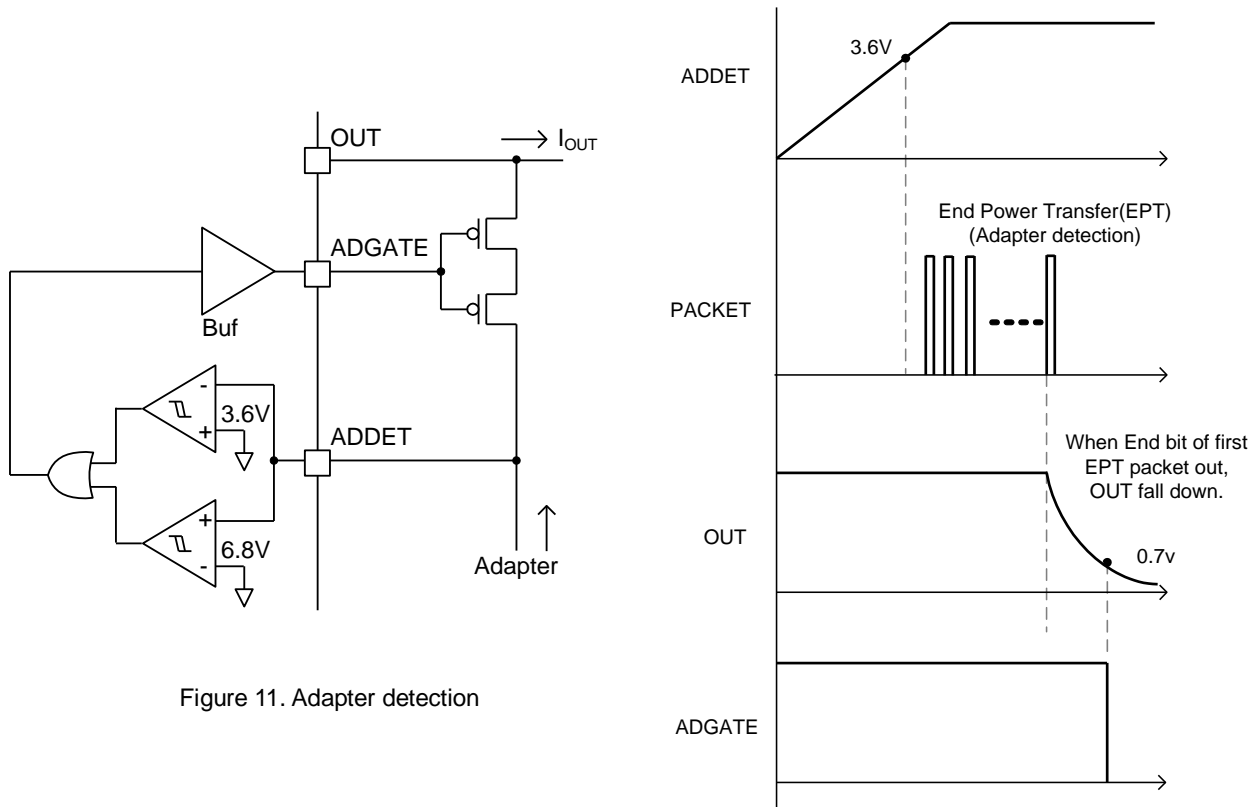 OUT
I_OUT
ADGATE
Buf
-
3.6V
+
ADDET
+
6.8V
-
Adapter
Figure 11. Adapter detection
3.6V
ADDET
End Power Transfer(EPT)
(Adapter detection)
PACKET
When End bit of first
EPT packet out,
OUT fall down.
OUT
0.7v
ADGATE